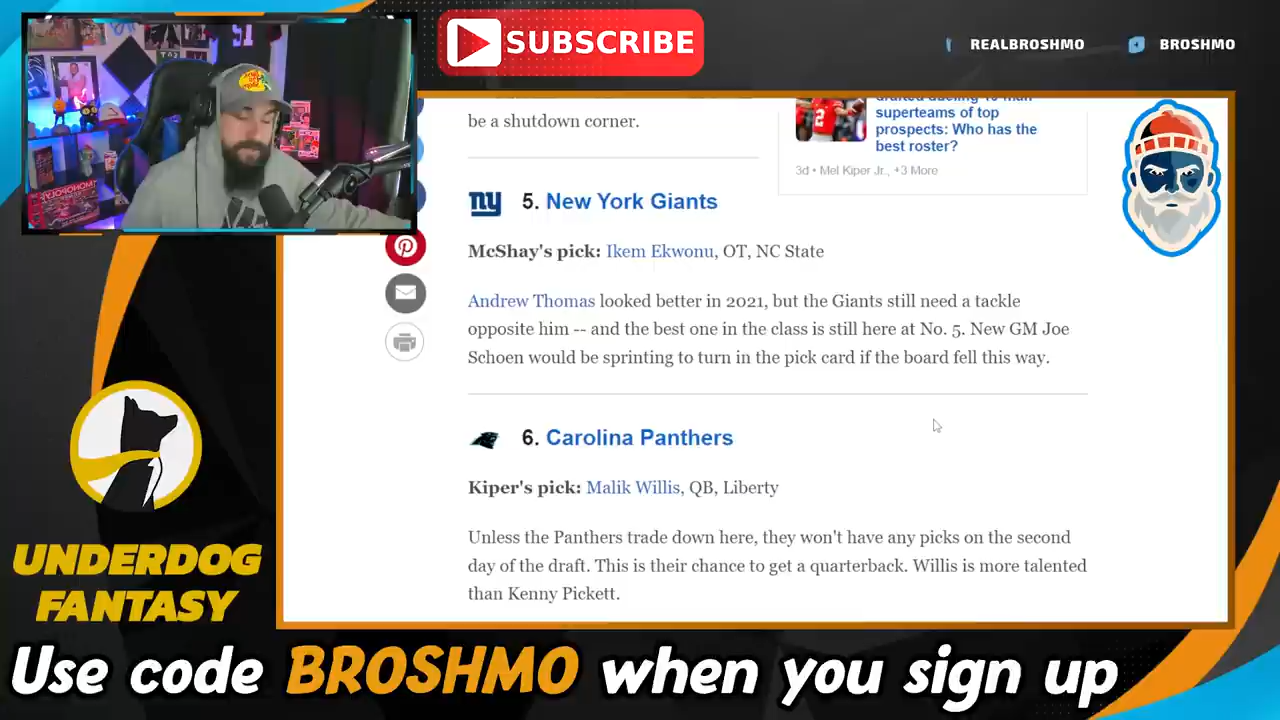 SUBSCRIBE
REALBROSHMO
BROSHMO
be a shutdown corner.
superteams of top
prospects: Who has the
best roster?
3d • Mel Kiper Jr., +3 More
5. New York Giants
McShay's pick: Ikem Ekwonu, OT, NC State
Andrew Thomas looked better in 2021, but the Giants still need a tackle
opposite him -- and the best one in the class is still here at No. 5. New GM Joe
Schoen would be sprinting to turn in the pick card if the board fell this way.
6. Carolina Panthers
Kiper's pick: Malik Willis, QB, Liberty
Unless the Panthers trade down here, they won't have any picks on the second
day of the draft. This is their chance to get a quarterback. Willis is more talented
than Kenny Pickett.
UNDERDOG
FANTASY
Use code BROSHMO when you sign up